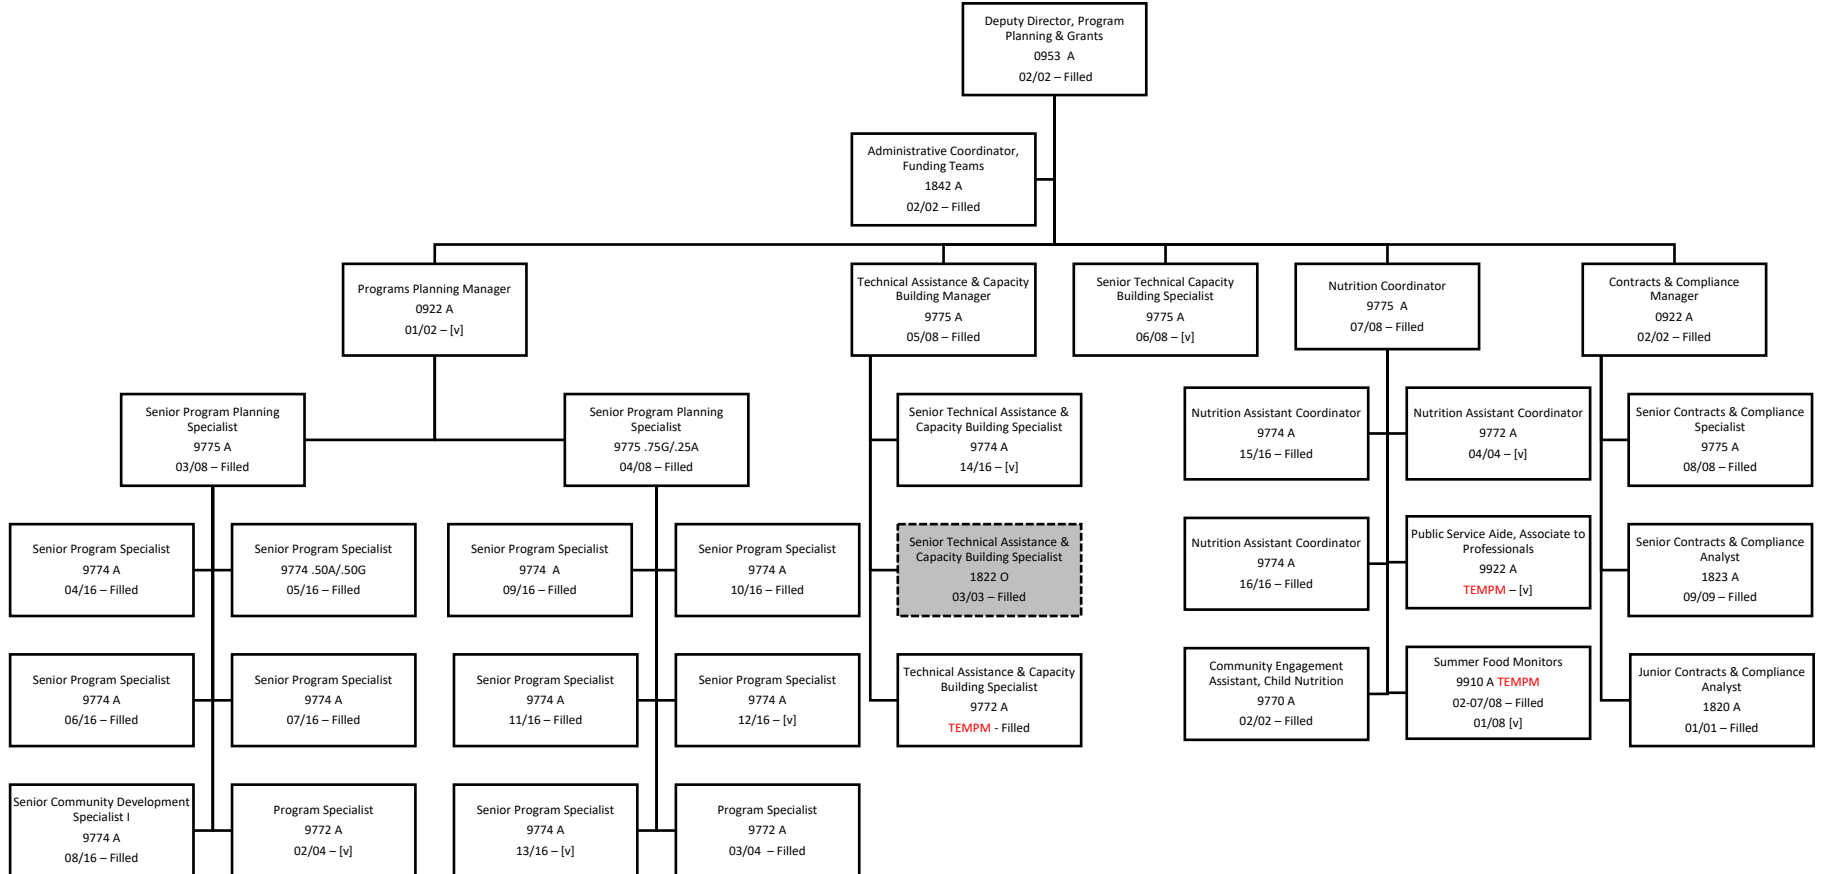 Deputy Director, Program
Planning & Grants
0953  A
02/02 – Filled
Administrative Coordinator,
Funding Teams
1842 A
02/02 – Filled
Programs Planning Manager
0922 A
01/02 – [v]
Technical Assistance & Capacity
Building Manager
9775 A
05/08 – Filled
Senior Technical Capacity
Building Specialist
9775 A
06/08 – [v]
Nutrition Coordinator
9775  A
07/08 – Filled
Contracts & Compliance
Manager
0922 A
02/02 – Filled
Senior Program Planning
Specialist
9775 A
03/08 – Filled
Senior Program Planning
Specialist
9775 .75G/.25A
04/08 – Filled
Senior Technical Assistance &
Capacity Building Specialist
9774 A
14/16 – [v]
Nutrition Assistant Coordinator
9774 A
15/16 – Filled
Nutrition Assistant Coordinator
9772 A
04/04 – [v]
Senior Contracts & Compliance
Specialist
9775 A
08/08 – Filled
Senior Program Specialist
9774 A
04/16 – Filled
Senior Program Specialist
9774 .50A/.50G
05/16 – Filled
Senior Program Specialist
9774  A
09/16 – Filled
Senior Program Specialist
9774 A
10/16 – Filled
Senior Technical Assistance &
Capacity Building Specialist
1822 O
03/03 – Filled
Nutrition Assistant Coordinator
9774 A
16/16 – Filled
Public Service Aide, Associate to
Professionals
9922 A
TEMPM – [v]
Senior Contracts & Compliance
Analyst
1823 A
09/09 – Filled
Senior Program Specialist
9774 A
06/16 – Filled
Senior Program Specialist
9774 A
07/16 – Filled
Senior Program Specialist
9774 A
11/16 – Filled
Senior Program Specialist
9774 A
12/16 – [v]
Technical Assistance & Capacity
Building Specialist
9772 A
TEMPM - Filled
Community Engagement
Assistant, Child Nutrition
9770 A
02/02 – Filled
Summer Food Monitors
9910 A TEMPM
02-07/08 – Filled
01/08 [v]
Junior Contracts & Compliance
Analyst
1820 A
01/01 – Filled
Senior Community Development
Specialist I
9774 A
08/16 – Filled
Program Specialist
9772 A
02/04 – [v]
Senior Program Specialist
9774 A
13/16 – [v]
Program Specialist
9772 A
03/04  – Filled